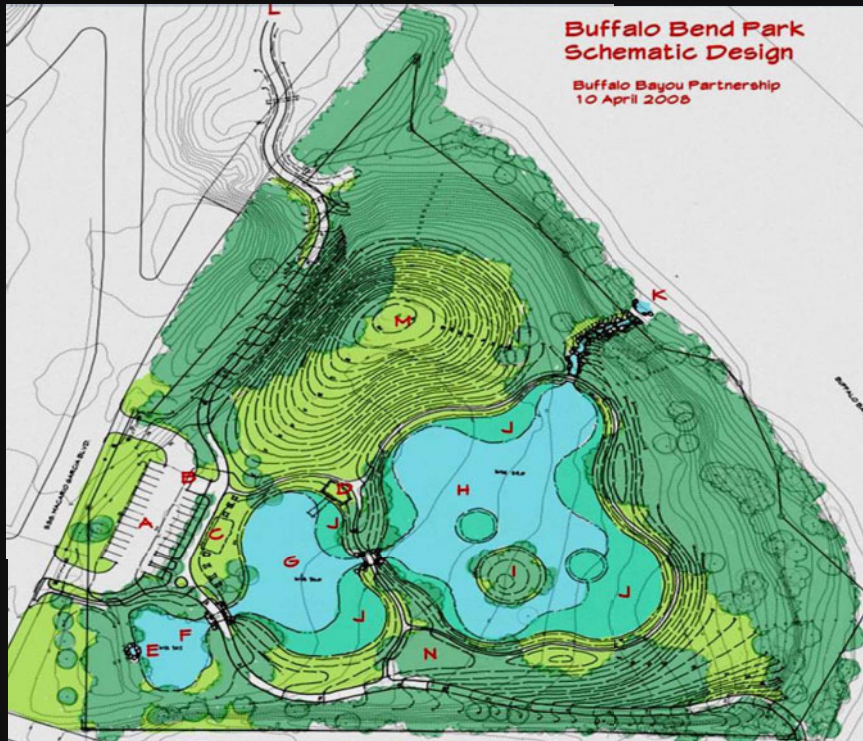 L
Buffalo Bend Park
Schematic Design
Buffalo Bayou Partnership
10 April 2008
K
M
J
B
D
H
A
C
J
G
I
J
J
F
E
N